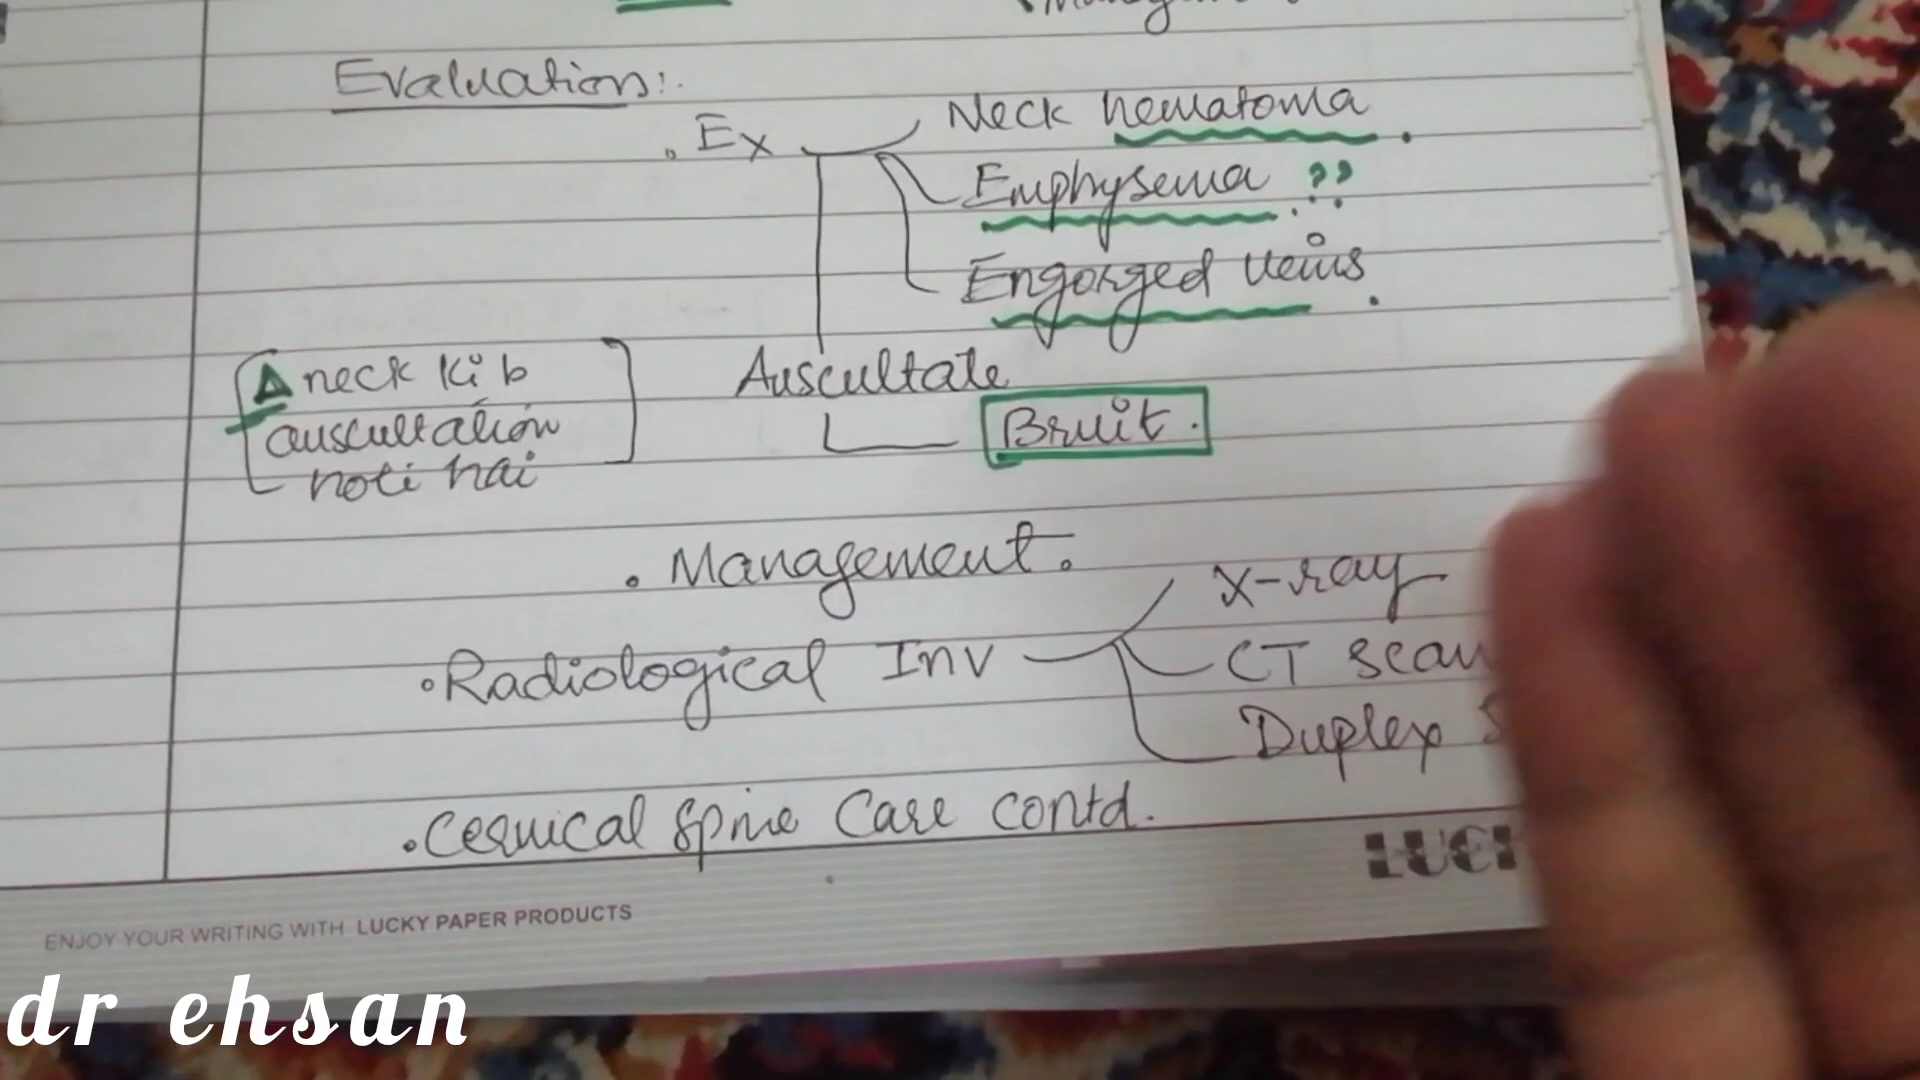 Evaluation:.
. Ex
Neck hematoma.
Emphysema ??
Engorged veins.
Auscultate
Bruit.
neck ki b
auscultation
hoti hai
. Management.
. Radiological Inv
X-ray
CT scan
Duplex
. Cervical Spine Care contd.
LUC
ENJOY YOUR WRITING WITH LUCKY PAPER PRODUCTS
dr ehsan